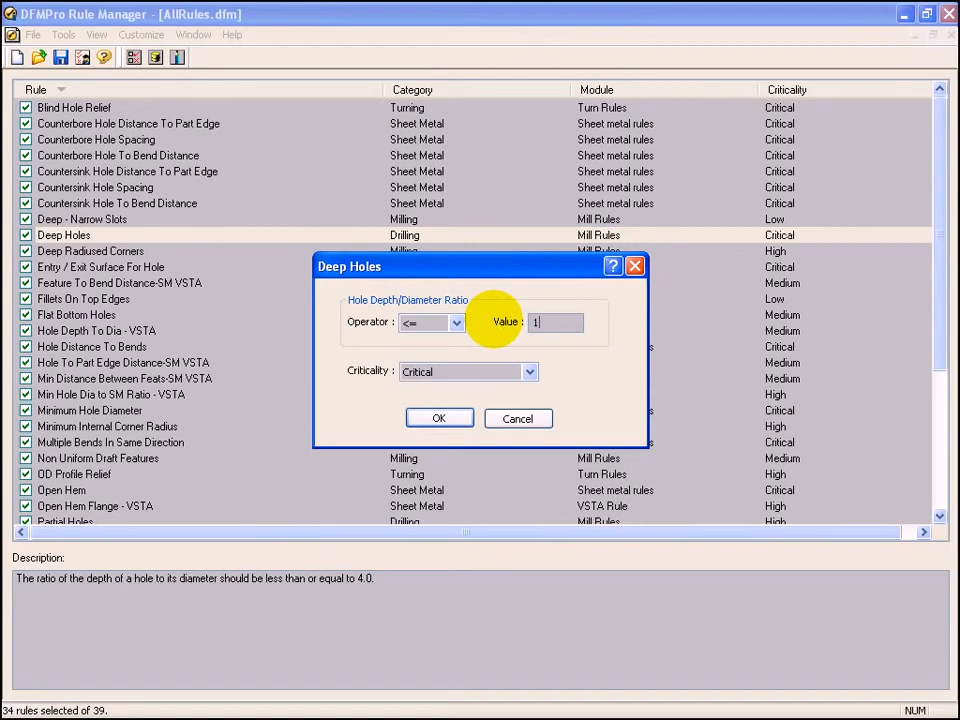 DFMPro Rule Manager - [AllRules.dfm]
File Tools View Customize Window Help
Rule Category Module Criticality
Blind Hole Relief Turning Turn Rules Critical
Counterbore Hole Distance To Part Edge Sheet Metal Sheet metal rules Critical
Counterbore Hole Spacing Sheet Metal Sheet metal rules Critical
Counterbore Hole To Bend Distance Sheet Metal Sheet metal rules Critical
Countersink Hole Distance To Part Edge Sheet Metal Sheet metal rules Critical
Countersink Hole Spacing Sheet Metal Sheet metal rules Critical
Countersink Hole To Bend Distance Sheet Metal Sheet metal rules Critical
Deep - Narrow Slots Milling Mill Rules Low
Deep Holes Drilling Mill Rules Critical
Deep Radiused Corners Milling Mill Rules High
Entry / Exit Surface For Hole Critical
Feature To Bend Distance-SM VSTA Medium
Fillets On Top Edges Low
Flat Bottom Holes Medium
Hole Depth To Dia - VSTA Medium
Hole Distance To Bends Critical
Hole To Part Edge Distance-SM VSTA Medium
Min Distance Between Feats-SM VSTA Medium
Min Hole Dia to SM Ratio - VSTA High
Minimum Hole Diameter Critical
Minimum Internal Corner Radius High
Multiple Bends In Same Direction Critical
Non Uniform Draft Features Milling Mill Rules Medium
OD Profile Relief Turning Turn Rules High
Open Hem Sheet Metal Sheet metal rules Critical
Open Hem Flange - VSTA Sheet Metal VSTA Rule High
Partial Holes Drilling Mill Rules High
Deep Holes
Hole Depth/Diameter Ratio
Operator : <= Value : 1
Criticality : Critical
OK Cancel
Description:
The ratio of the depth of a hole to its diameter should be less than or equal to 4.0.
34 rules selected of 39. NUM